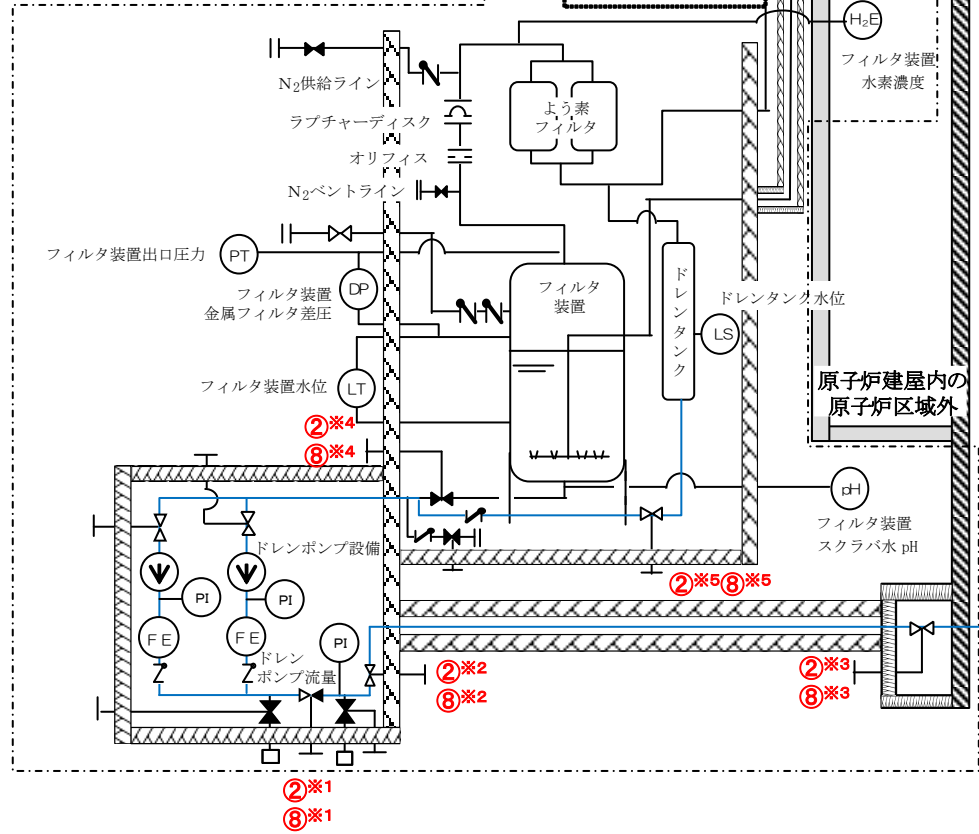 H₂E
フィルタ装置
水素濃度
N₂供給ライン
ラプチャーディスク
よう素
フィルタ
オリフィス
N₂ベントライン
フィルタ装置出口圧力
PT
DP
フィルタ装置
金属フィルタ差圧
フィルタ
装置
ドレンタンク
ドレンタンク水位
LS
フィルタ装置水位
LT
原子炉建屋内の
原子炉区域外
②※4
⑧※4
pH
フィルタ装置
スクラバ水 pH
ドレンポンプ設備
②※5⑧※5
PI
PI
FE
FE
PI
ドレン
ポンプ流量
②※2
⑧※2
②※3
⑧※3
②※1
⑧※1